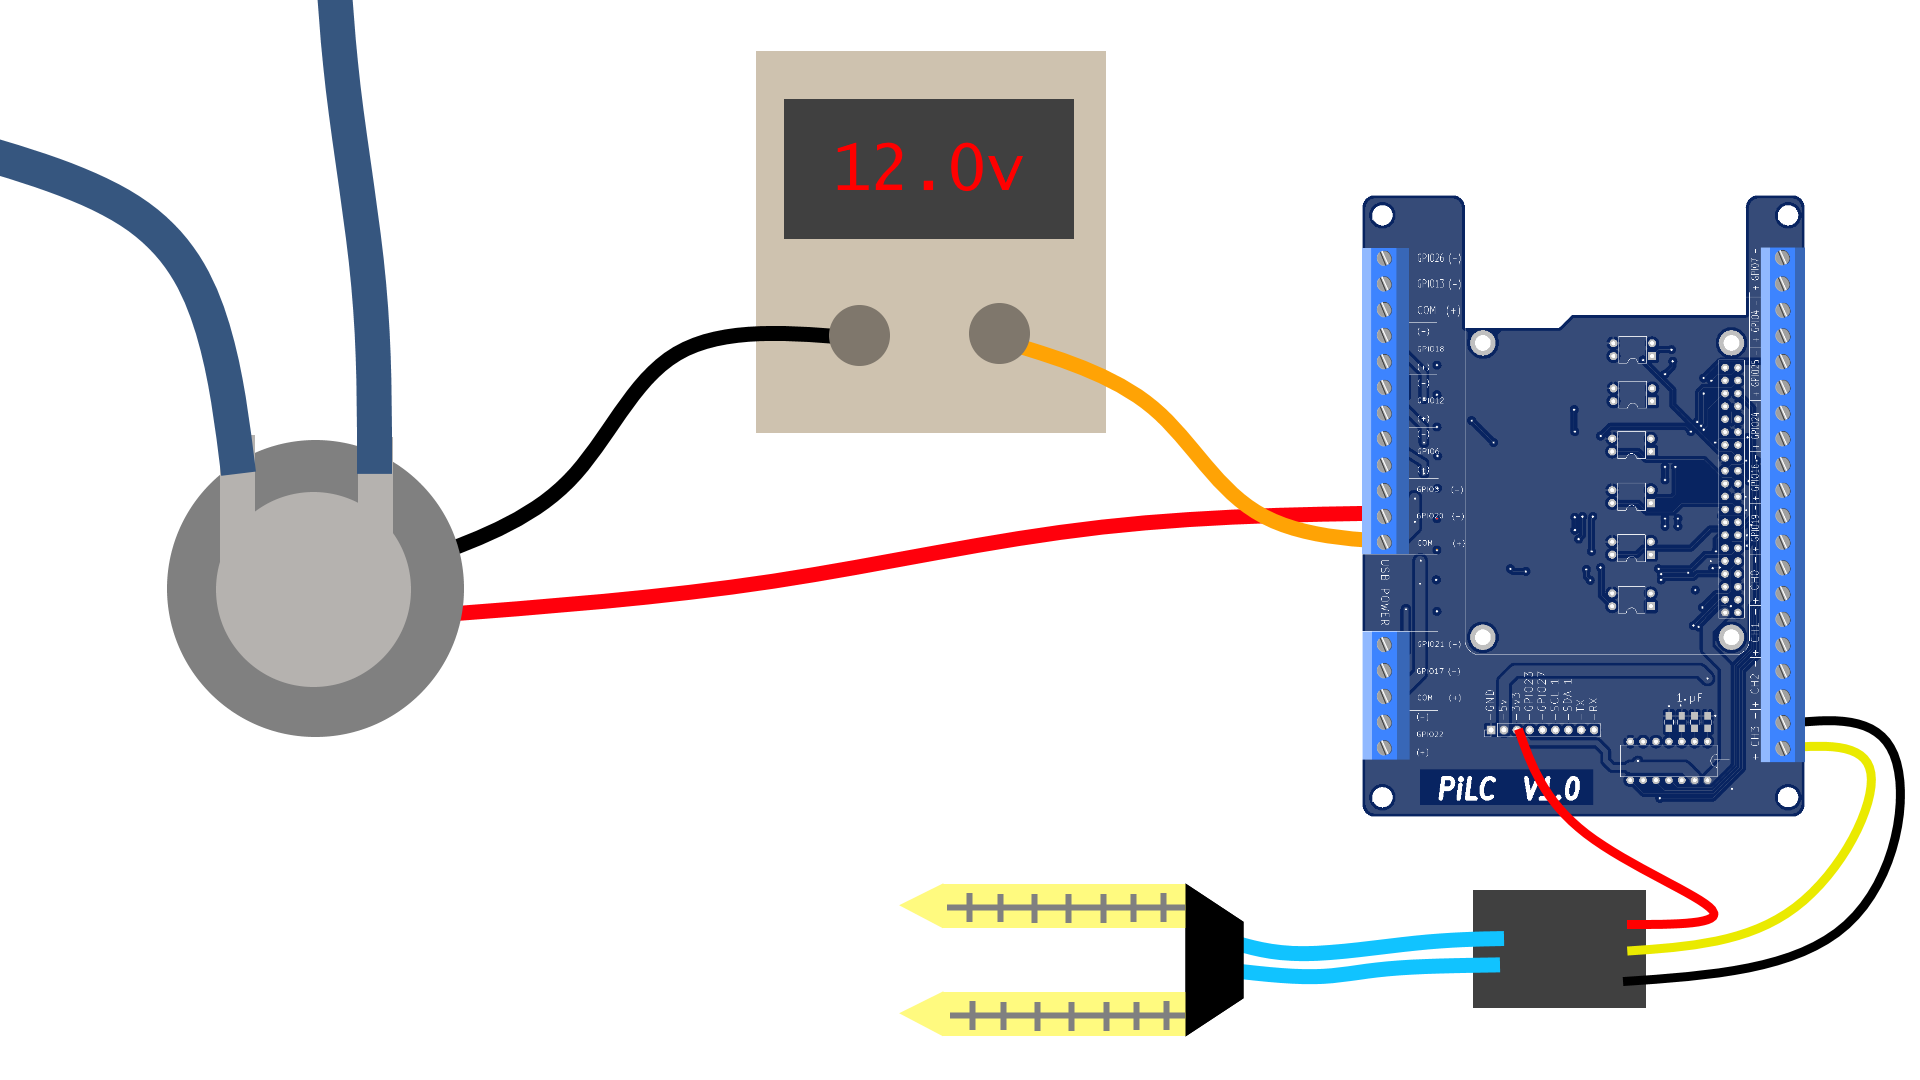 12.0v
GPIO26 (-)
GPIO13 (-)
COM (+)
(-)
GPIO18
(+)
(-)
GPIO12
(+)
(-)
GPIO6
(+)
(-)
GPIO20 (-)
COM (+)
USB POWER
GPIO21 (-)
GPIO17 (-)
COM (+)
(-)
GPIO22
(+)
+ GPIO7 -
+ GPIO4 -
+ GPIO25 -
+ GPIO24 -
+ GPIO16 -
+ GPIO19 -
+ CH0 -
+ CH1 -
+ CH2 -
+ CH3 -
-GND
-5v
-3v3
-GPIO23
-GPIO27
-SCL 1
-SDA 1
-TX
-RX
1.µF
PiLC V1.0